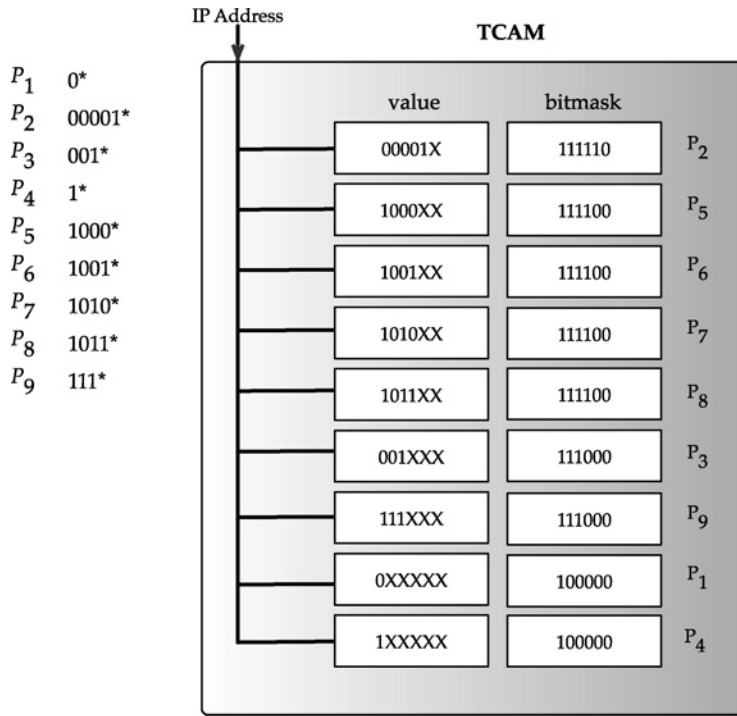 IP Address
TCAM
P1 0*
P2 00001*
P3 001*
P4 1*
P5 1000*
P6 1001*
P7 1010*
P8 1011*
P9 111*
value bitmask
00001X 111110 P2
1000XX 111100 P5
1001XX 111100 P6
1010XX 111100 P7
1011XX 111100 P8
001XXX 111000 P3
111XXX 111000 P9
0XXXXX 100000 P1
1XXXXX 100000 P4